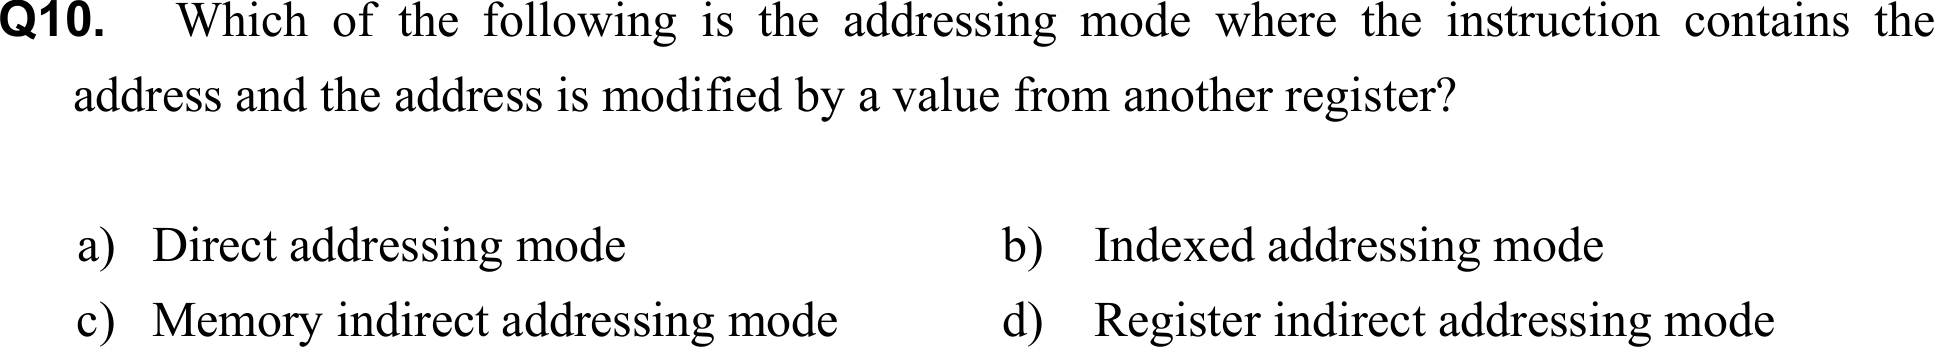 Q10. Which of the following is the addressing mode where the instruction contains the
address and the address is modified by a value from another register?
a) Direct addressing mode b) Indexed addressing mode
c) Memory indirect addressing mode d) Register indirect addressing mode